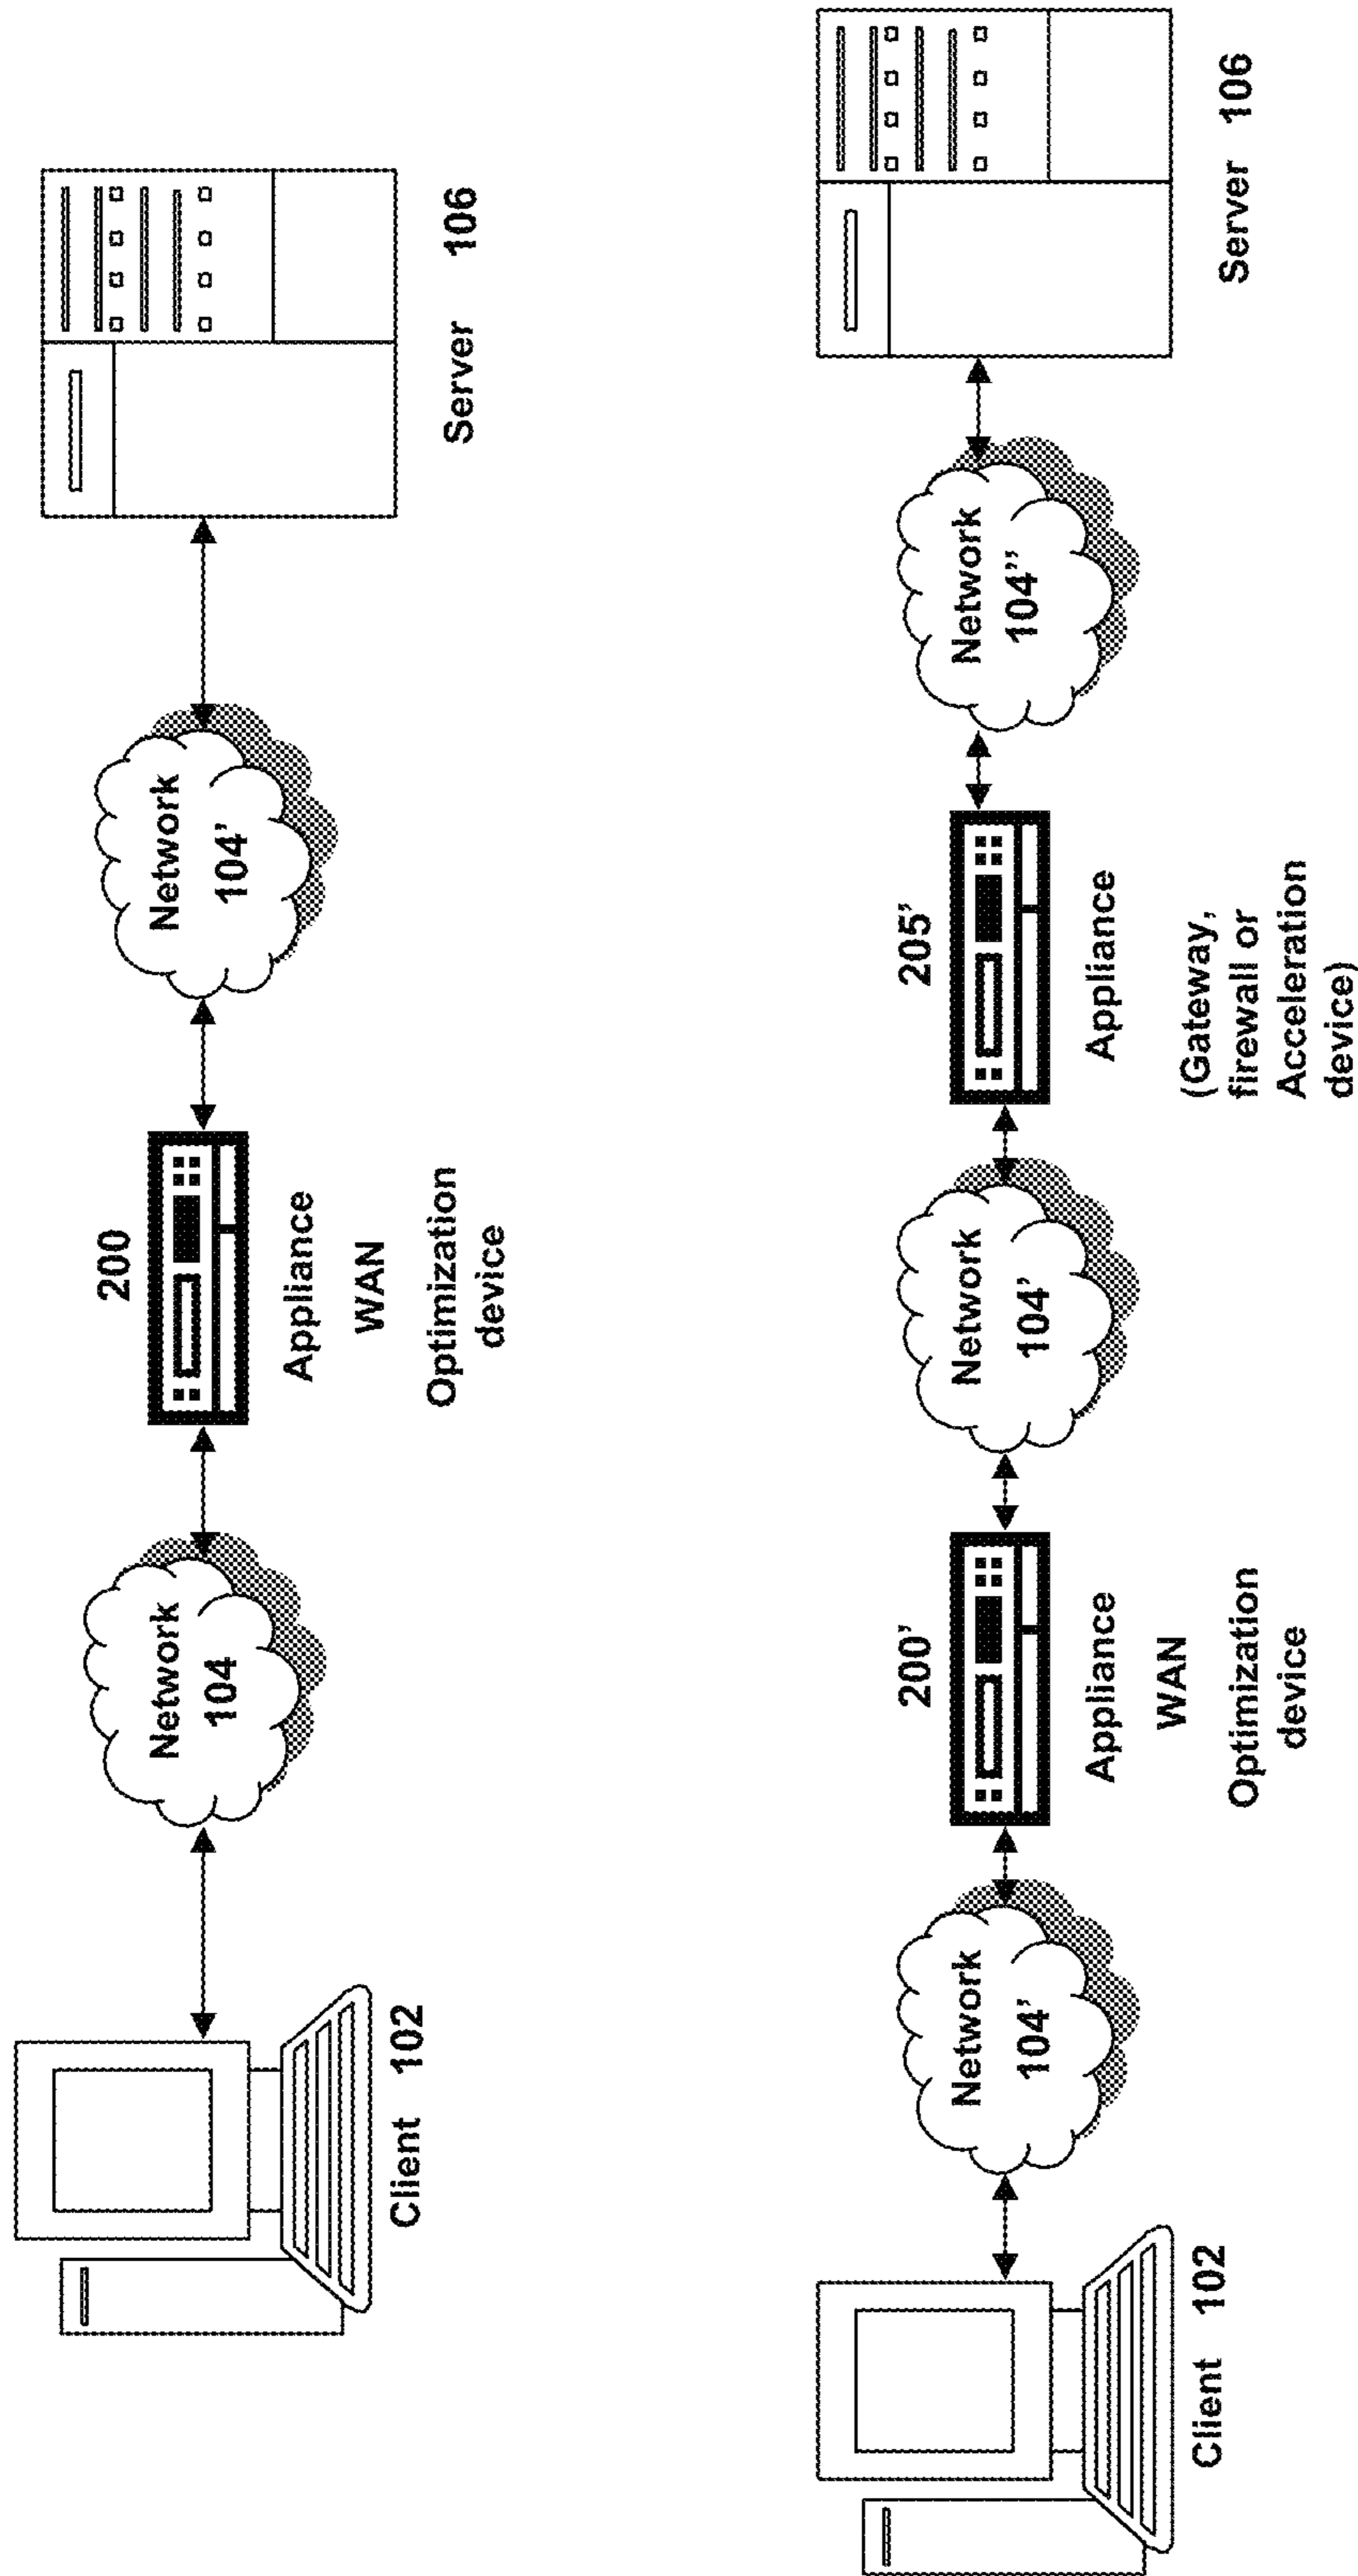 Client 102
Network
104
200
Appliance
WAN
Optimization
device
Network
104’
Server 106
Client 102
Network
104’
200’
Appliance
WAN
Optimization
device
Network
104’
205’
Appliance
(Gateway,
firewall or
Acceleration
device)
Network
104’’
Server 106